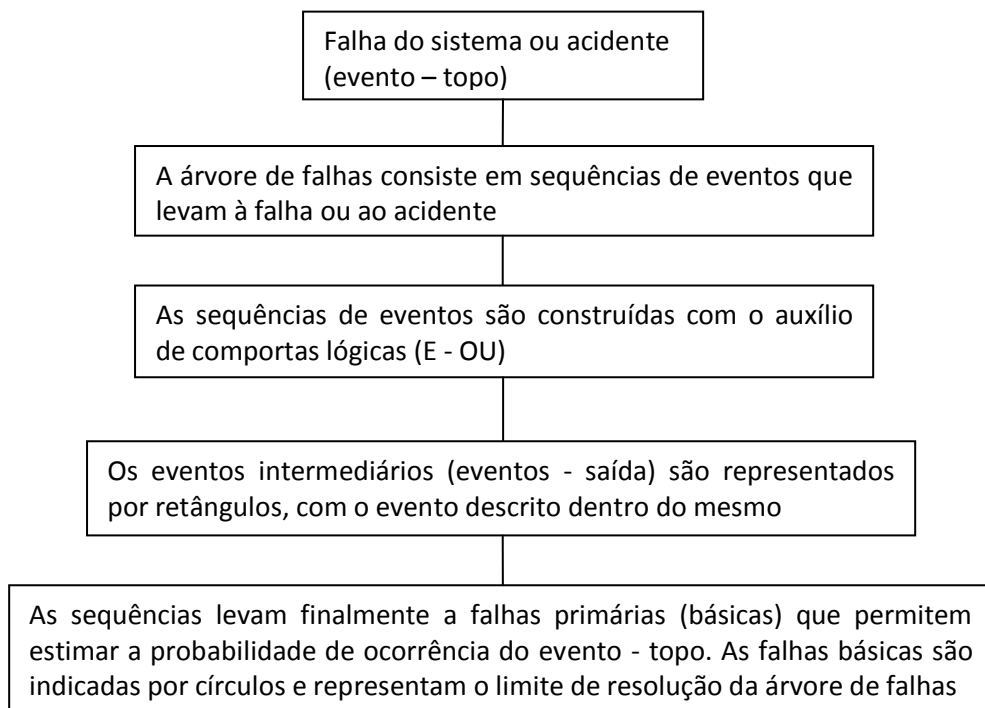 Falha do sistema ou acidente
(evento – topo)
A árvore de falhas consiste em sequências de eventos que
levam à falha ou ao acidente
As sequências de eventos são construídas com o auxílio
de comportas lógicas (E - OU)
Os eventos intermediários (eventos - saída) são representados
por retângulos, com o evento descrito dentro do mesmo
As sequências levam finalmente a falhas primárias (básicas) que permitem
estimar a probabilidade de ocorrência do evento - topo. As falhas básicas são
indicadas por círculos e representam o limite de resolução da árvore de falhas